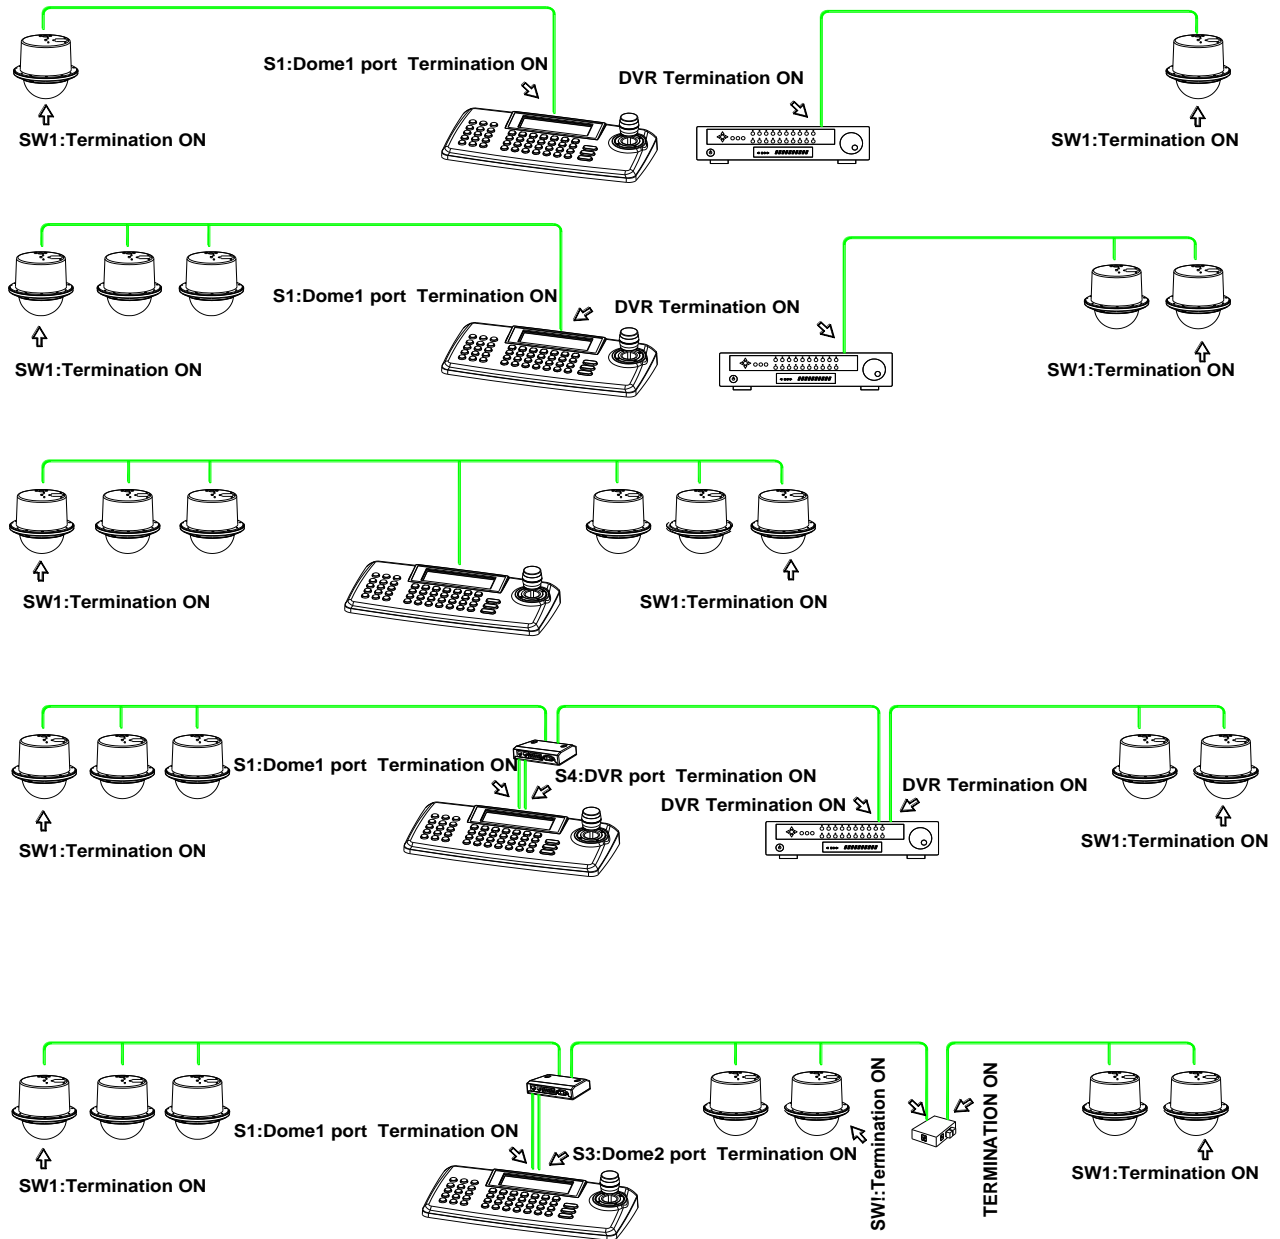 S1:Dome1 port Termination ON
DVR Termination ON
SW1:Termination ON
SW1:Termination ON
S1:Dome1 port Termination ON
DVR Termination ON
SW1:Termination ON
SW1:Termination ON
SW1:Termination ON
SW1:Termination ON
S1:Dome1 port Termination ON
S4:DVR port Termination ON
DVR Termination ON
DVR Termination ON
SW1:Termination ON
SW1:Termination ON
S1:Dome1 port Termination ON
S3:Dome2 port Termination ON
SW!:Termination ON
TERMINATION ON
SW1:Termination ON
SW1:Termination ON